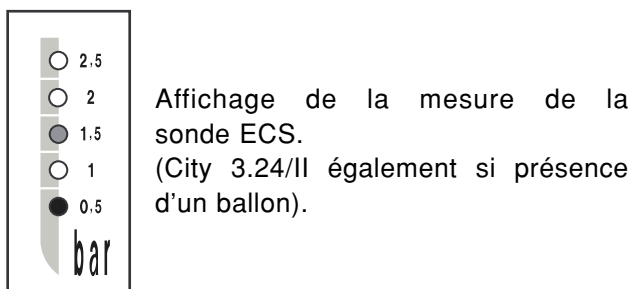 2,5
2
1,5
1
0,5
bar
Affichage de la mesure de la
sonde ECS.
(City 3.24/II également si présence
d'un ballon).